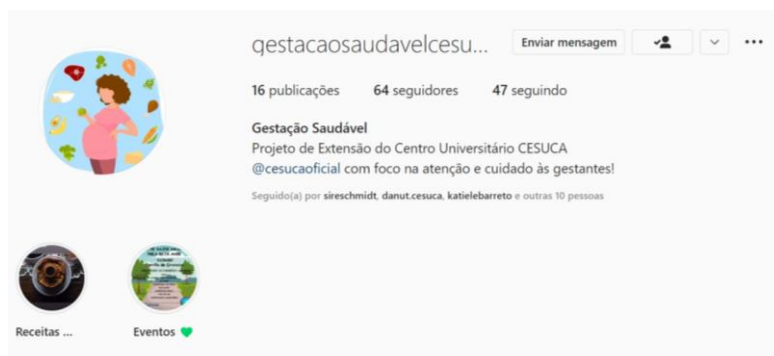 gestacaosaudavelcesu... Enviar mensagem
16 publicações 64 seguidores 47 seguindo
Gestação Saudável
Projeto de Extensão do Centro Universitário CESUCA
@cesucaoficial com foco na atenção e cuidado às gestantes!
Seguido(a) por sireschmidt, danut.cesuca, katielebarreto e outras 10 pessoas
Receitas ... Eventos 💚